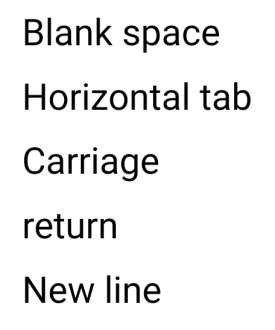 Blank space
Horizontal tab
Carriage
return
New line